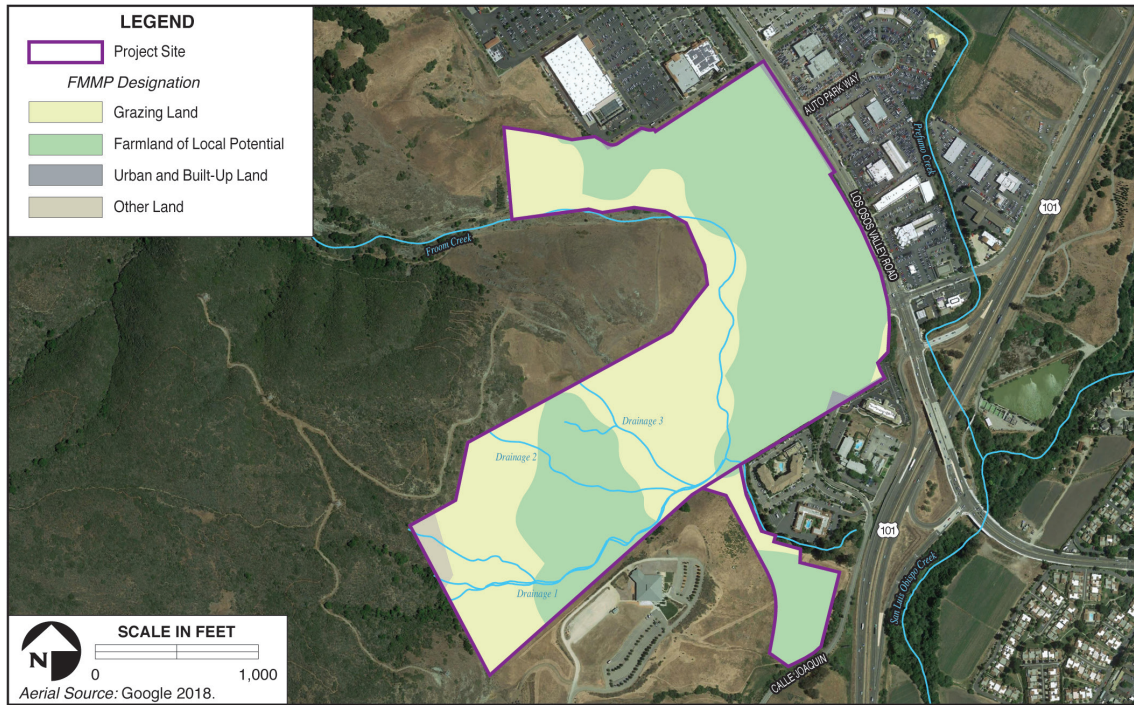 LEGEND
Project Site
FMMP Designation
Grazing Land
Farmland of Local Potential
Urban and Built-Up Land
Other Land
AUTO PARK WAY
Prefumo Creek
101
LOS OSOS VALLEY ROAD
Froom Creek
Drainage 3
Drainage 2
101
Drainage 1
San Luis Obispo Creek
CALLE JOAQUIN
N
SCALE IN FEET
0 1,000
Aerial Source: Google 2018.